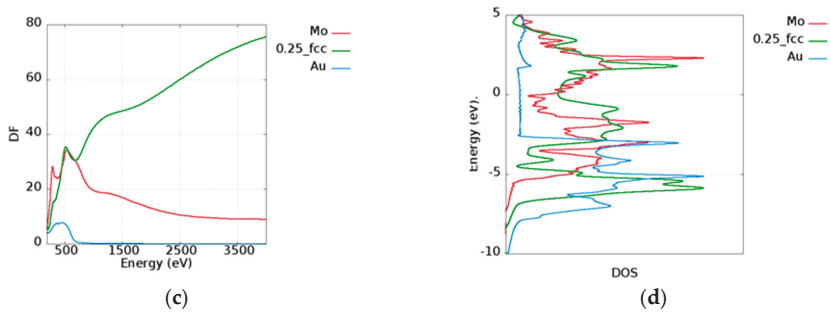 80
60
40
20
0
DF
500
1500
2500
3500
Energy (eV)
Mo
0.25_fcc
Au
(c)
5
0
-5
-10
Energy (eV).
DOS
Mo
0.25_fcc
Au
(d)